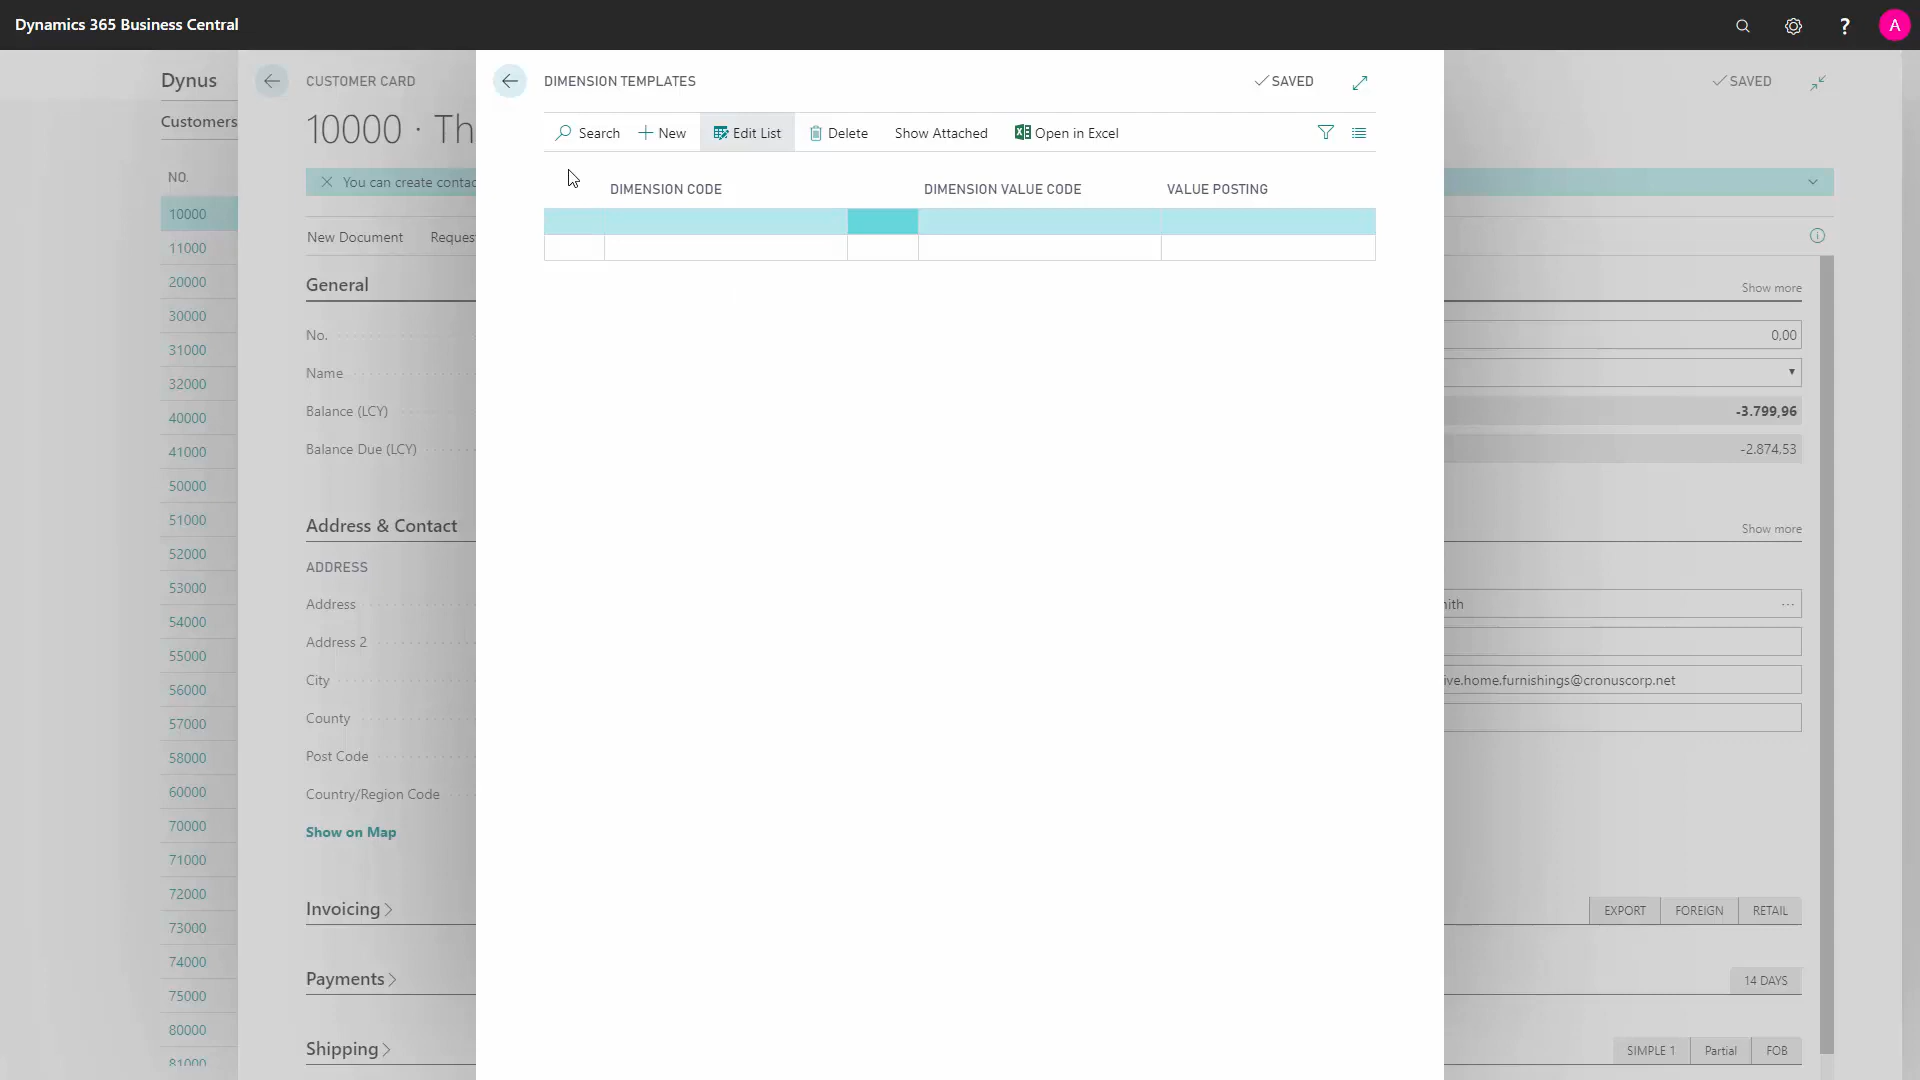 Dynamics 365 Business Central
?
A
Dynus
Customers
NO.
10000
11000
20000
30000
31000
32000
40000
41000
50000
51000
52000
53000
54000
55000
56000
57000
58000
60000
70000
71000
72000
73000
74000
75000
80000
81000
CUSTOMER CARD
SAVED
10000 · Th
You can create contac
New Document Reques
General
Show more
No.
0,00
Name
Balance (LCY)
-3.799,96
Balance Due (LCY)
-2.874,53
Address & Contact
Show more
ADDRESS
Address
ith
Address 2
City
ive.home.furnishings@cronuscorp.net
County
Post Code
Country/Region Code
Show on Map
Invoicing
EXPORT FOREIGN RETAIL
Payments
14 DAYS
Shipping
SIMPLE 1 Partial FOB
DIMENSION TEMPLATES
SAVED
Search New Edit List Delete Show Attached Open in Excel
DIMENSION CODE DIMENSION VALUE CODE VALUE POSTING